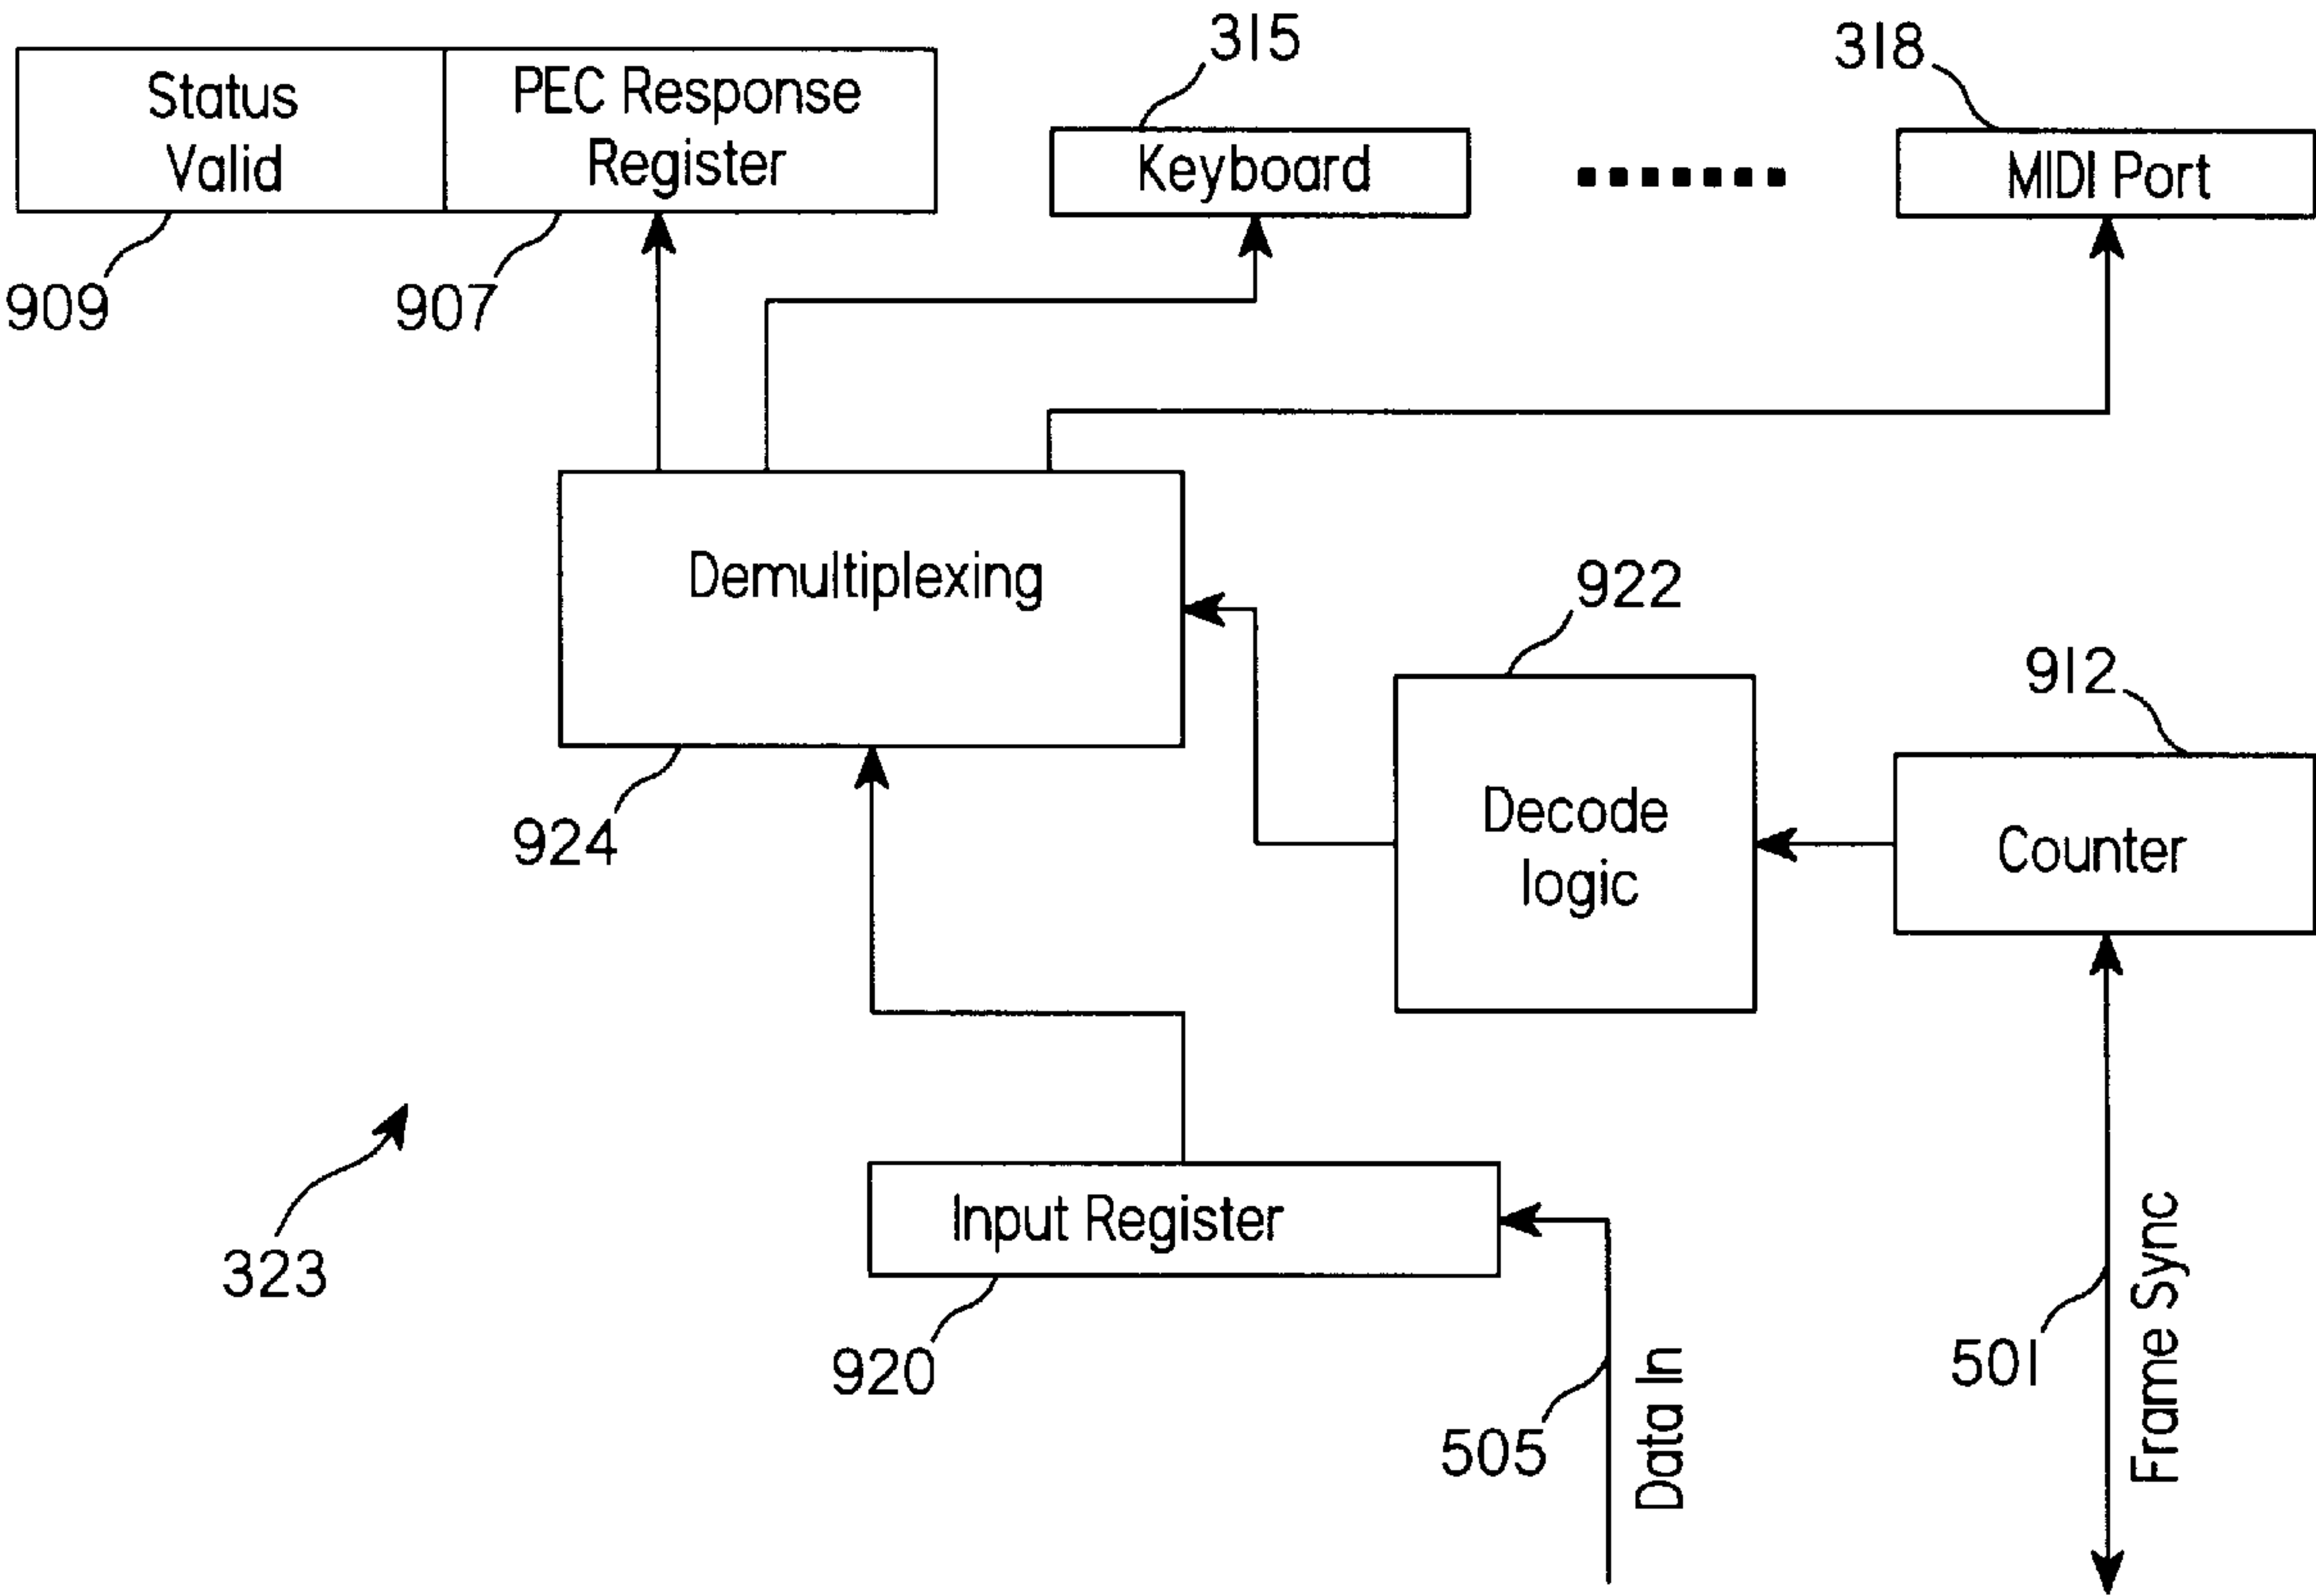 315
318
Status
Valid
PEC Response
Register
Keyboard
MIDI Port
909
907
Demultiplexing
922
912
924
Decode
logic
Counter
Input Register
323
920
505
Data In
501
Frame Sync